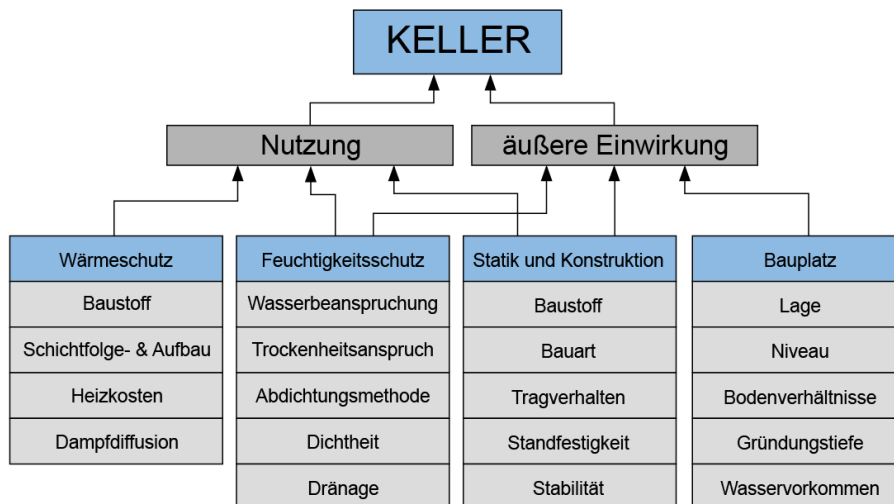 KELLER
Nutzung
äußere Einwirkung
Wärmeschutz
Baustoff
Schichtfolge- & Aufbau
Heizkosten
Dampfdiffusion
Feuchtigkeitsschutz
Wasserbeanspruchung
Trockenheitsanspruch
Abdichtungsmethode
Dichtheit
Dränage
Statik und Konstruktion
Baustoff
Bauart
Tragverhalten
Standfestigkeit
Stabilität
Bauplatz
Lage
Niveau
Bodenverhältnisse
Gründungstiefe
Wasservorkommen